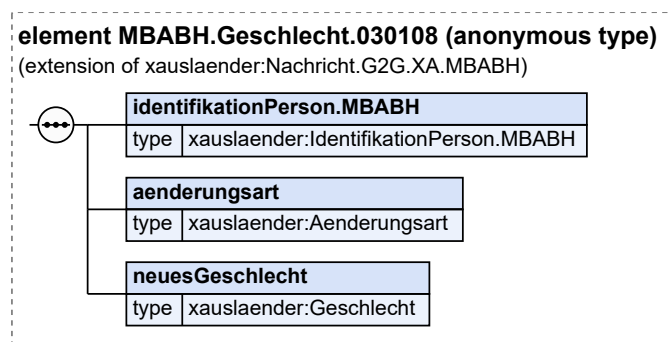 element MBABH.Geschlecht.030108 (anonymous type)
(extension of xauslaender:Nachricht.G2G.XA.MBABH)
identifikationPerson.MBABH
type xauslaender:IdentifikationPerson.MBABH
aenderungsart
type xauslaender:Aenderungsart
neuesGeschlecht
type xauslaender:Geschlecht